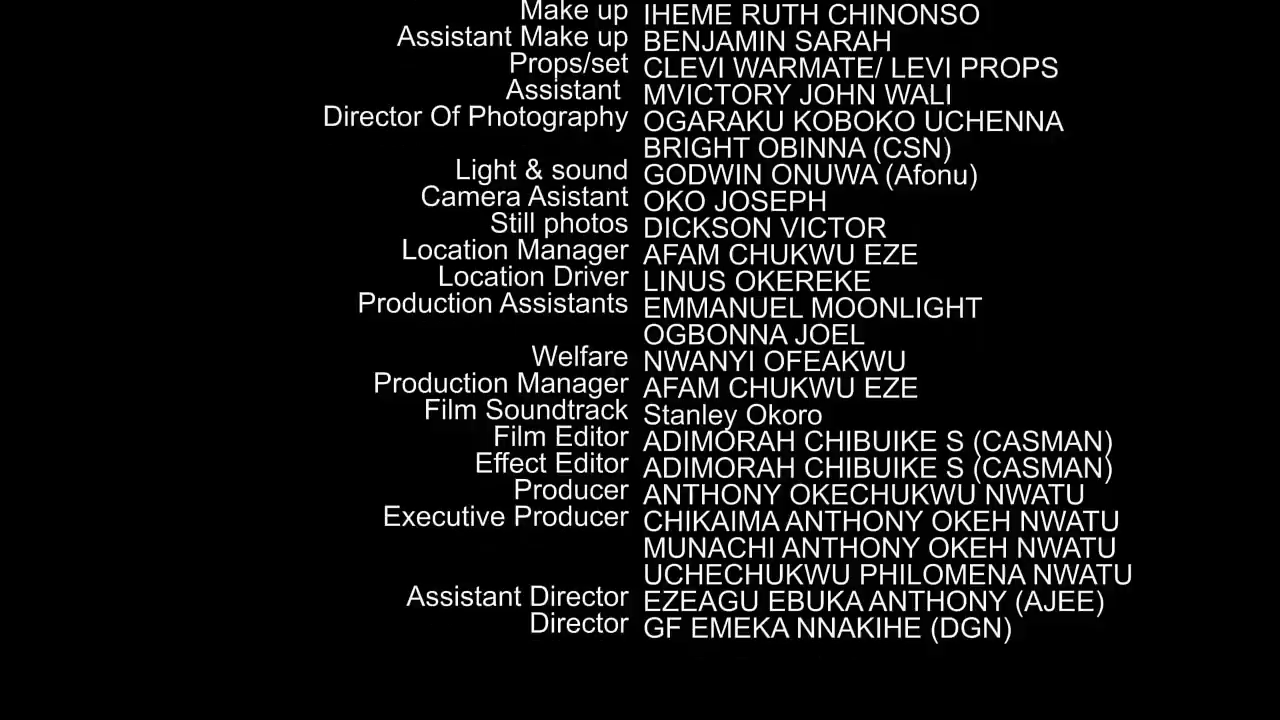 Make up IHEME RUTH CHINONSO
Assistant Make up BENJAMIN SARAH
Props/set CLEVI WARMATE/ LEVI PROPS
Assistant MVICTORY JOHN WALI
Director Of Photography OGARAKU KOBOKO UCHENNA
BRIGHT OBINNA (CSN)
Light & sound GODWIN ONUWA (Afonu)
Camera Asistant OKO JOSEPH
Still photos DICKSON VICTOR
Location Manager AFAM CHUKWU EZE
Location Driver LINUS OKEREKE
Production Assistants EMMANUEL MOONLIGHT
OGBONNA JOEL
Welfare NWANYI OFEAKWU
Production Manager AFAM CHUKWU EZE
Film Soundtrack Stanley Okoro
Film Editor ADIMORAH CHIBUIKE S (CASMAN)
Effect Editor ADIMORAH CHIBUIKE S (CASMAN)
Producer ANTHONY OKECHUKWU NWATU
Executive Producer CHIKAIMA ANTHONY OKEH NWATU
MUNACHI ANTHONY OKEH NWATU
UCHECHUKWU PHILOMENA NWATU
Assistant Director EZEAGU EBUKA ANTHONY (AJEE)
Director GF EMEKA NNAKIHE (DGN)